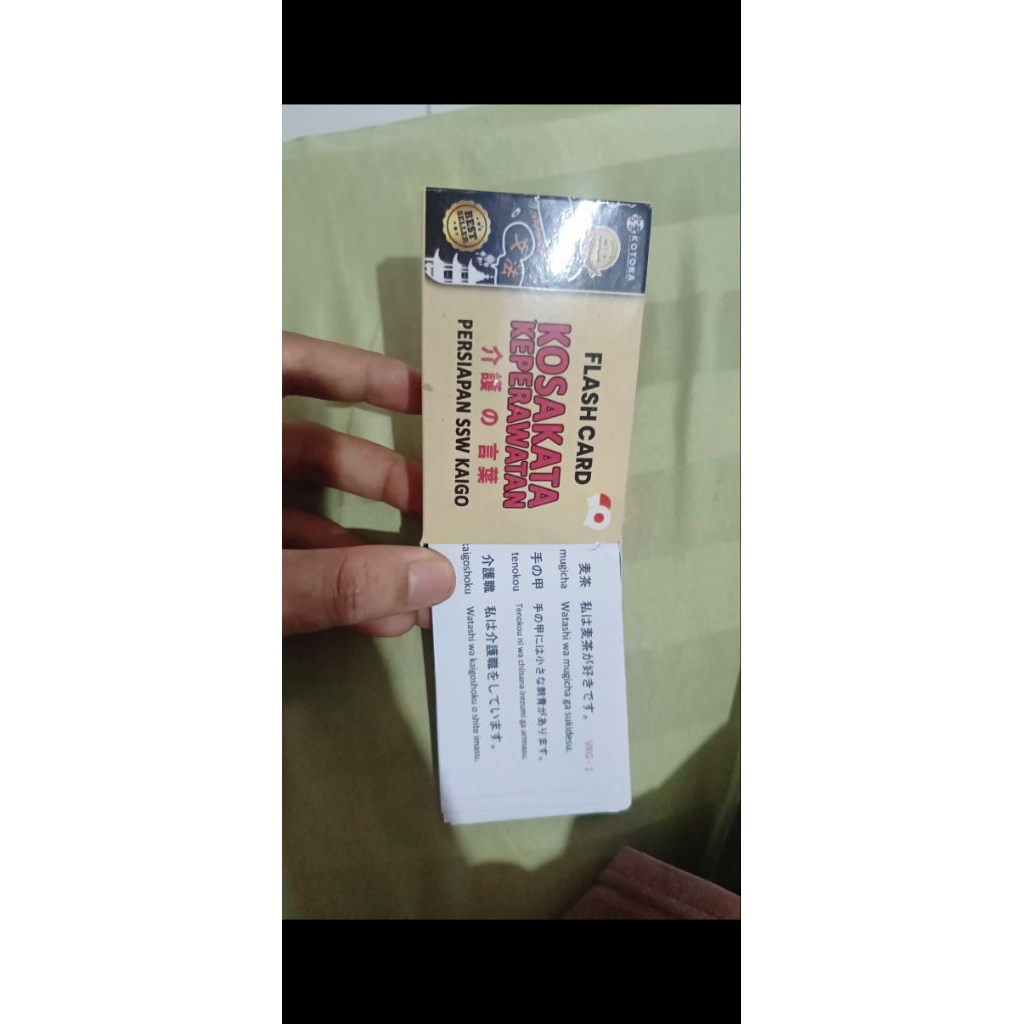 KOTOBA
BEST
SELLER
FLASH CARD
KOSAKATA
KEPERAWATAN
介護 の 言葉
PERSIAPAN SSW KAIGO
VKG - 1
麦茶 私は麦茶が好きです。
mugicha Watashi wa mugicha ga sukidesu.
手の甲 手の甲には小さな刺青があります。
tenokou Tenokou ni wa chiisana irezumi ga arimasu.
介護職 私は介護職をしています。
kaigoshoku Watashi wa kaigoshoku o shite imasu.